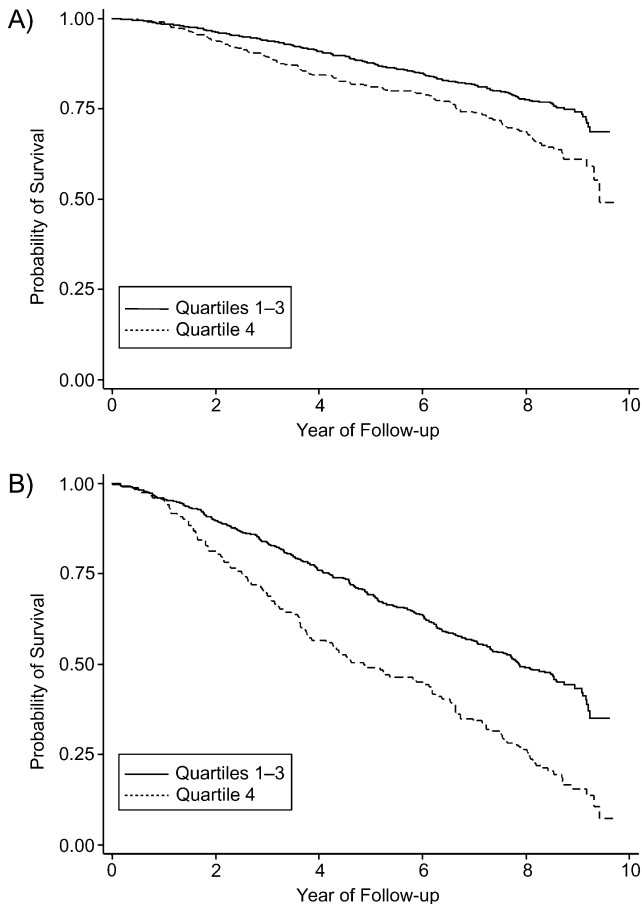 A)
1.00
0.75
0.50
0.25
0.00
Probability of Survival
Quartiles 1–3
Quartile 4
0 2 4 6 8 10
Year of Follow-up
B)
1.00
0.75
0.50
0.25
0.00
Probability of Survival
Quartiles 1–3
Quartile 4
0 2 4 6 8 10
Year of Follow-up